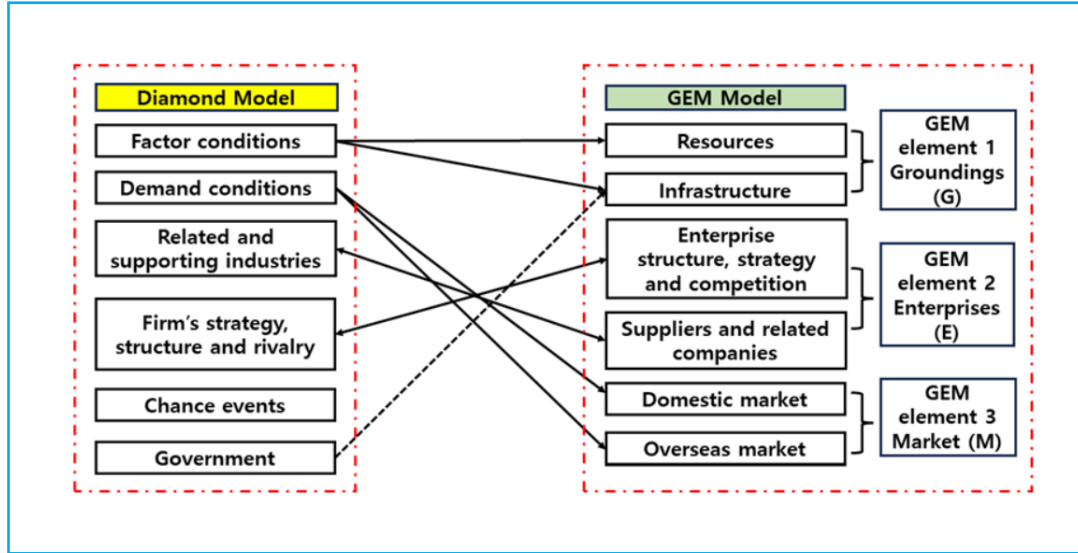 Diamond Model
Factor conditions
Demand conditions
Related and
supporting industries
Firm's strategy,
structure and rivalry
Chance events
Government
GEM Model
Resources
Infrastructure
Enterprise
structure, strategy
and competition
Suppliers and related
companies
Domestic market
Overseas market
GEM
element 1
Groundings
(G)
GEM
element 2
Enterprises
(E)
GEM
element 3
Market (M)